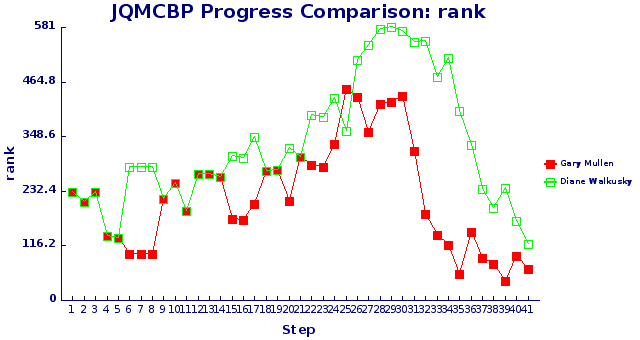 JQMCBP Progress Comparison: rank
581
464.8
348.6
232.4
116.2
0
rank
1 2 3 4 5 6 7 8 9 10 11 12 13 14 15 16 17 18 19 20 21 22 23 24 25 26 27 28 29 30 31 32 33 34 35 36 37 38 39 40 41
Step
Gary Mullen
Diane Walkusky